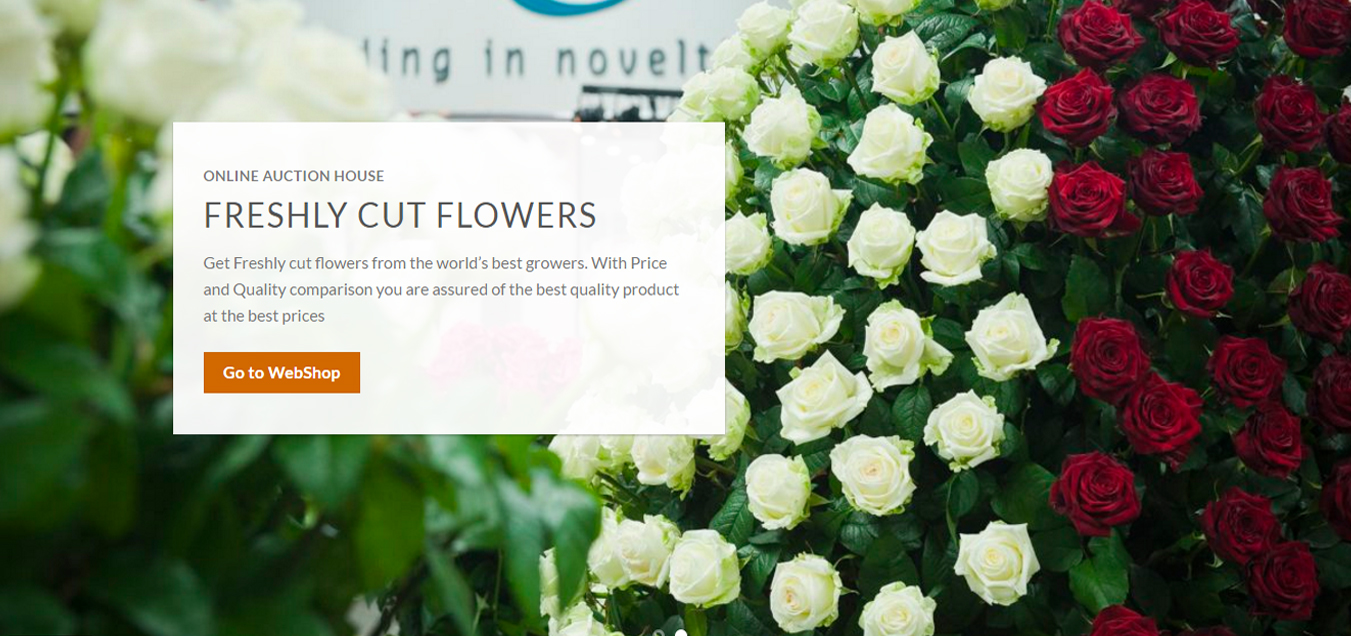 ling in novelt
ONLINE AUCTION HOUSE
FRESHLY CUT FLOWERS
Get Freshly cut flowers from the world’s best growers. With Price
and Quality comparison you are assured of the best quality product
at the best prices
Go to WebShop